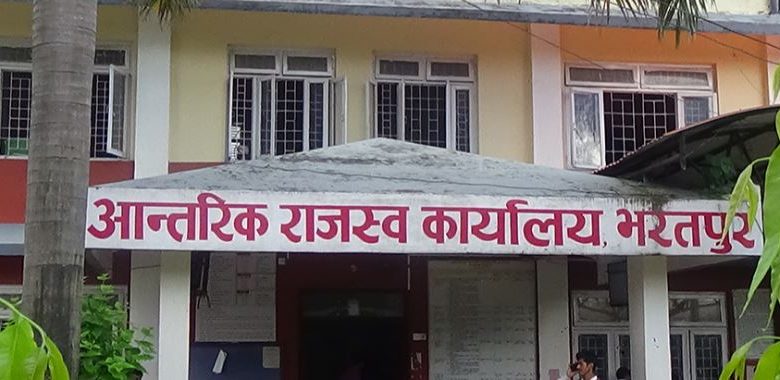 आन्तरिक राजस्व कार्यालय, भरतपुर